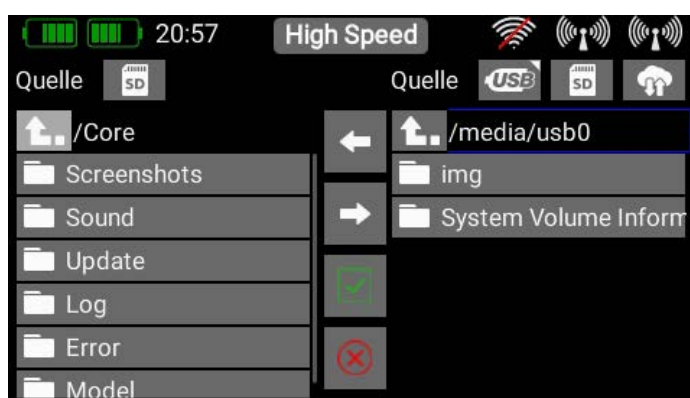 20:57 High Speed
Quelle SD Quelle USB SD
/Core /media/usb0
Screenshots img
Sound System Volume Inform
Update
Log
Error
Model